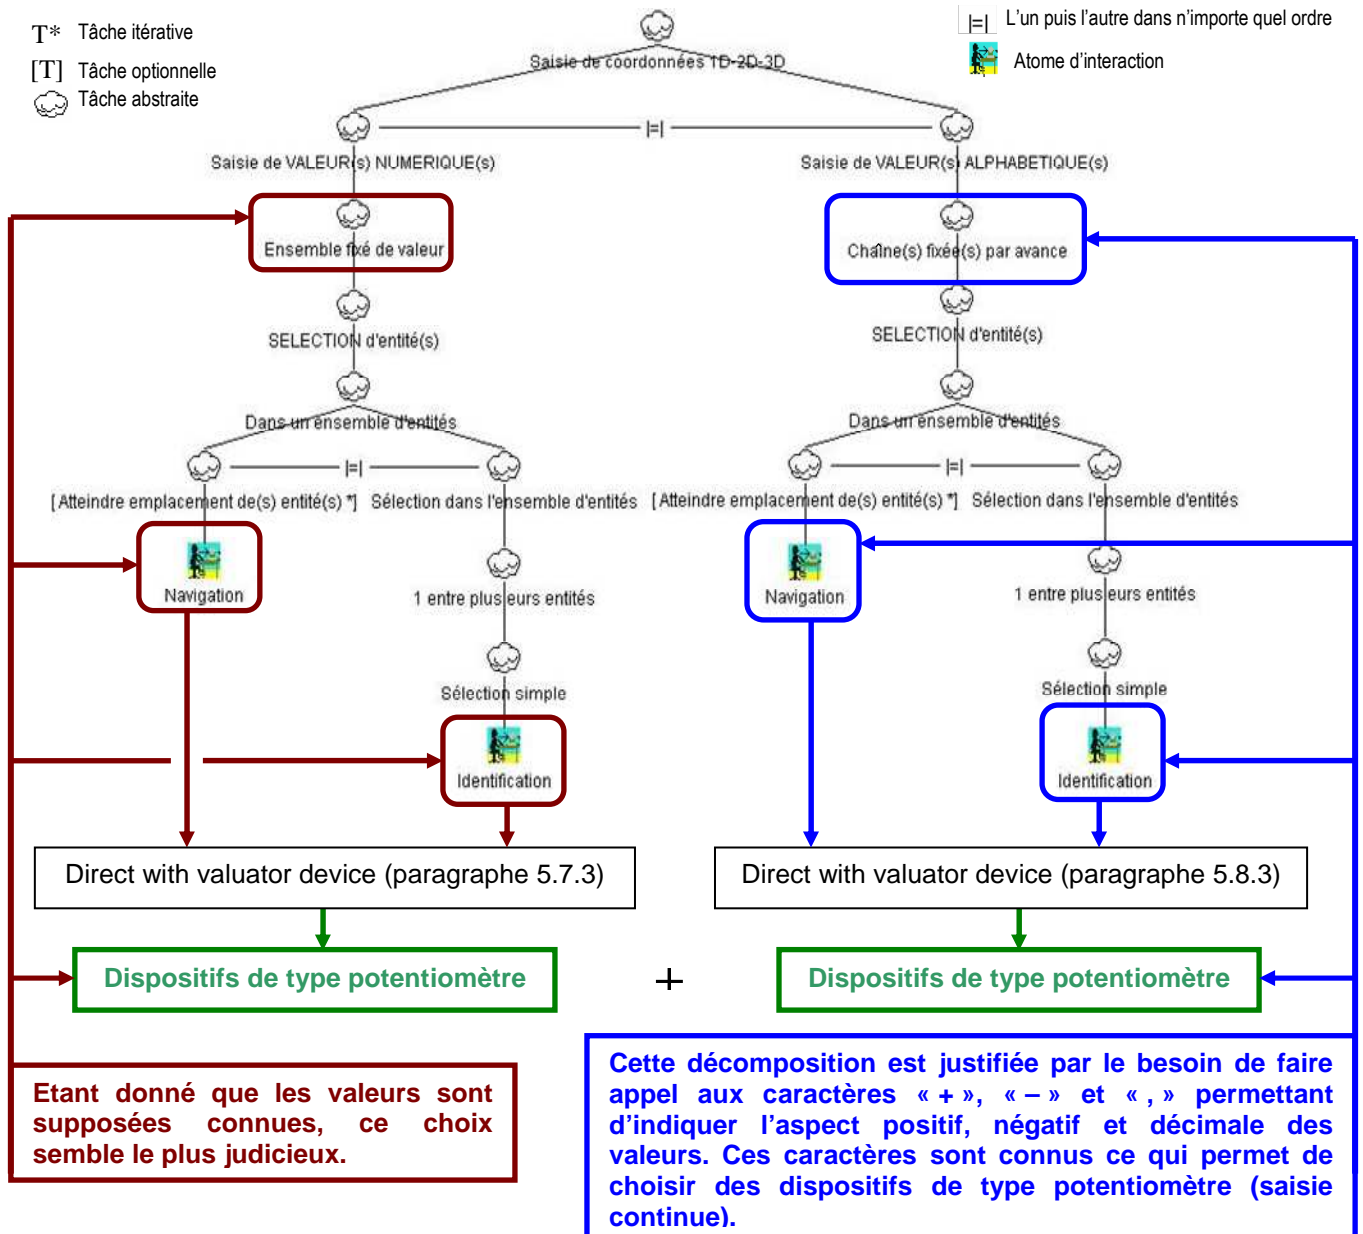 T* Tâche itérative
[T] Tâche optionnelle
Tâche abstraite
|=| L'un puis l'autre dans n'importe quel ordre
Atome d'interaction
Saisie de coordonnées 1D-2D-3D
|=|
Saisie de VALEUR(s) NUMERIQUE(s)
Saisie de VALEUR(s) ALPHABETIQUE(s)
Ensemble fixé de valeur
Chaîne(s) fixée(s) par avance
SELECTION d'entité(s)
SELECTION d'entité(s)
Dans un ensemble d'entités
Dans un ensemble d'entités
|=|
|=|
[Atteindre emplacement de(s) entité(s) *] Sélection dans l'ensemble d'entités
[Atteindre emplacement de(s) entité(s) *] Sélection dans l'ensemble d'entités
Navigation
1 entre plusieurs entités
Navigation
1 entre plusieurs entités
Sélection simple
Sélection simple
Identification
Identification
Direct with valuator device (paragraphe 5.7.3)
Direct with valuator device (paragraphe 5.8.3)
Dispositifs de type potentiomètre
+
Dispositifs de type potentiomètre
Etant donné que les valeurs sont
supposées connues, ce choix
semble le plus judicieux.
Cette décomposition est justifiée par le besoin de faire
appel aux caractères « + », « – » et « , » permettant
d'indiquer l'aspect positif, négatif et décimale des
valeurs. Ces caractères sont connus ce qui permet de
choisir des dispositifs de type potentiomètre (saisie
continue).